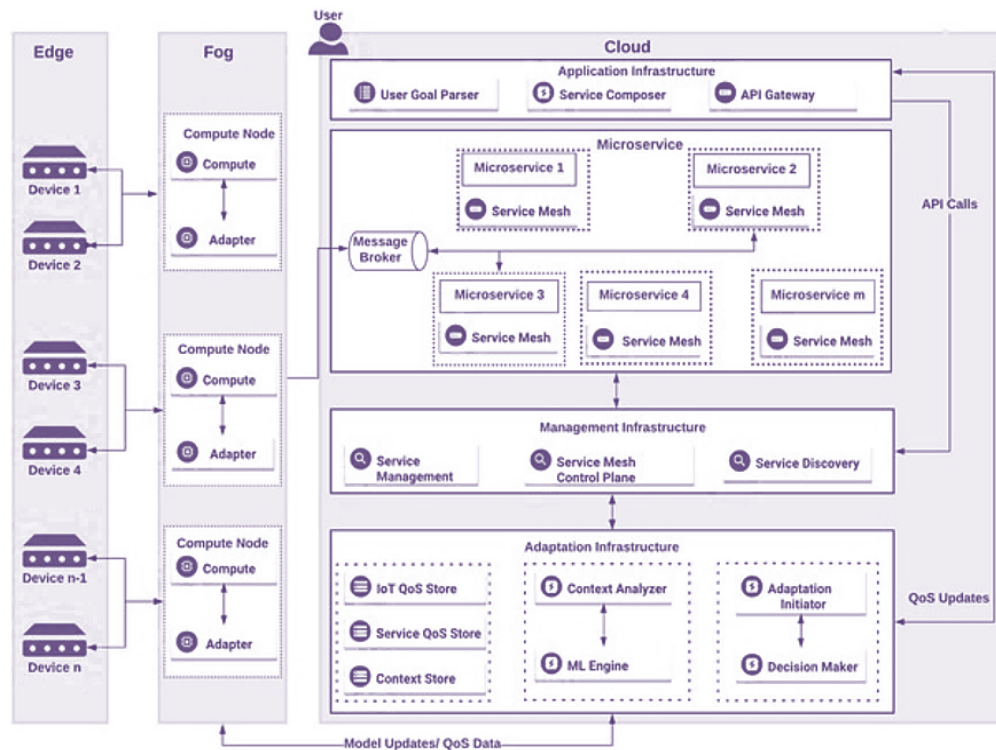 User
Edge
Fog
Cloud
Application Infrastructure
User Goal Parser
Service Composer
API Gateway
Microservice
Compute Node
Compute
Adapter
Device 1
Device 2
Microservice 1
Service Mesh
Microservice 2
Service Mesh
API Calls
Message
Broker
Microservice 3
Service Mesh
Microservice 4
Service Mesh
Microservice m
Service Mesh
Compute Node
Compute
Adapter
Device 3
Device 4
Management Infrastructure
Service
Management
Service Mesh
Control Plane
Service Discovery
Compute Node
Compute
Adapter
Device n-1
Device n
Adaptation Infrastructure
IoT QoS Store
Service QoS Store
Context Store
Context Analyzer
ML Engine
Adaptation
Initiator
Decision Maker
QoS Updates
Model Updates/ QoS Data